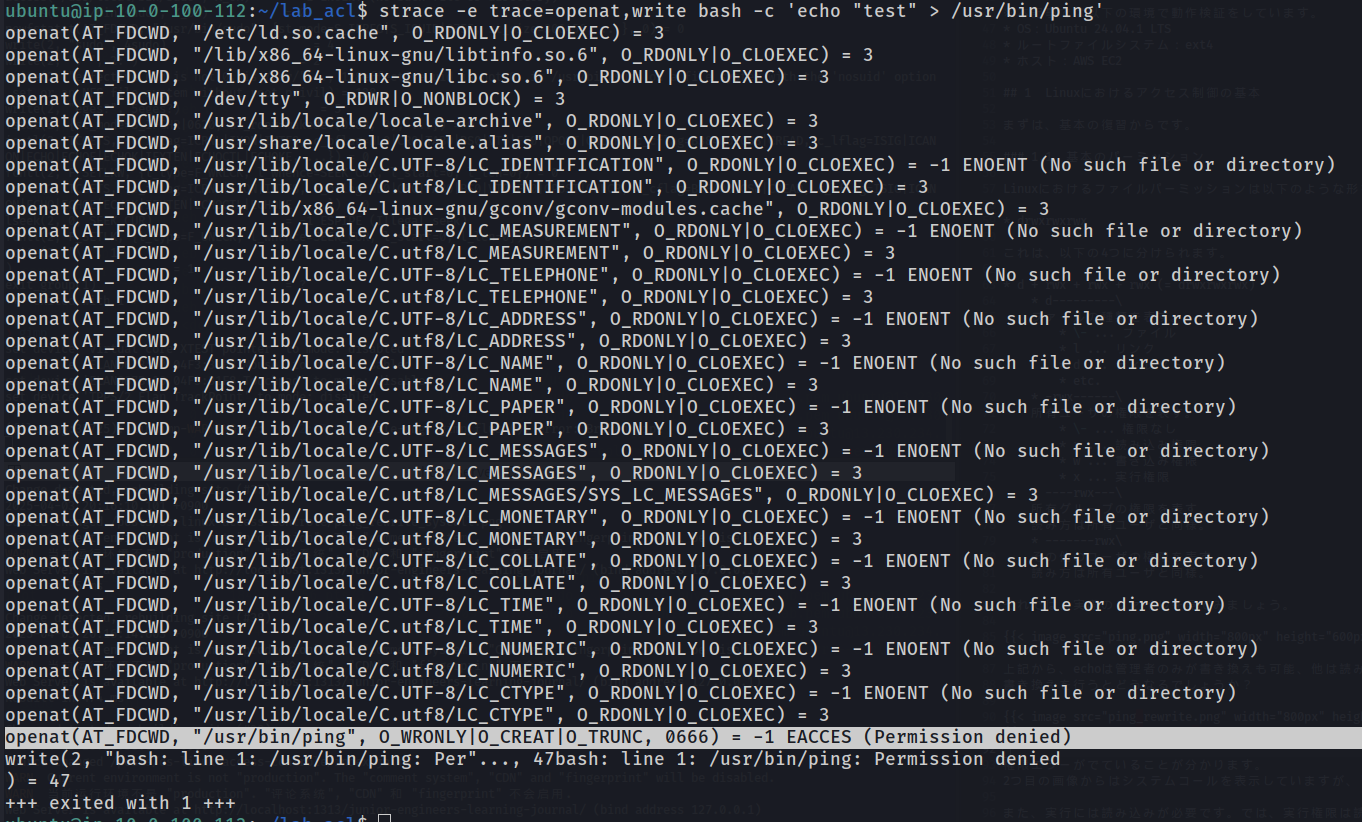 ubuntu@ip-10-0-100-112:~/lab_acl$ strace -e trace=openat,write bash -c 'echo "test" > /usr/bin/ping'
openat(AT_FDCWD, "/etc/ld.so.cache", O_RDONLY|O_CLOEXEC) = 3
openat(AT_FDCWD, "/lib/x86_64-linux-gnu/libtinfo.so.6", O_RDONLY|O_CLOEXEC) = 3
openat(AT_FDCWD, "/lib/x86_64-linux-gnu/libc.so.6", O_RDONLY|O_CLOEXEC) = 3
openat(AT_FDCWD, "/dev/tty", O_RDWR|O_NONBLOCK) = 3
openat(AT_FDCWD, "/usr/lib/locale/locale-archive", O_RDONLY|O_CLOEXEC) = 3
openat(AT_FDCWD, "/usr/share/locale/locale.alias", O_RDONLY|O_CLOEXEC) = 3
openat(AT_FDCWD, "/usr/lib/locale/C.UTF-8/LC_IDENTIFICATION", O_RDONLY|O_CLOEXEC) = -1 ENOENT (No such file or directory)
openat(AT_FDCWD, "/usr/lib/locale/C.utf8/LC_IDENTIFICATION", O_RDONLY|O_CLOEXEC) = 3
openat(AT_FDCWD, "/usr/lib/x86_64-linux-gnu/gconv/gconv-modules.cache", O_RDONLY|O_CLOEXEC) = 3
openat(AT_FDCWD, "/usr/lib/locale/C.UTF-8/LC_MEASUREMENT", O_RDONLY|O_CLOEXEC) = -1 ENOENT (No such file or directory)
openat(AT_FDCWD, "/usr/lib/locale/C.utf8/LC_MEASUREMENT", O_RDONLY|O_CLOEXEC) = 3
openat(AT_FDCWD, "/usr/lib/locale/C.UTF-8/LC_TELEPHONE", O_RDONLY|O_CLOEXEC) = -1 ENOENT (No such file or directory)
openat(AT_FDCWD, "/usr/lib/locale/C.utf8/LC_TELEPHONE", O_RDONLY|O_CLOEXEC) = 3
openat(AT_FDCWD, "/usr/lib/locale/C.UTF-8/LC_ADDRESS", O_RDONLY|O_CLOEXEC) = -1 ENOENT (No such file or directory)
openat(AT_FDCWD, "/usr/lib/locale/C.utf8/LC_ADDRESS", O_RDONLY|O_CLOEXEC) = 3
openat(AT_FDCWD, "/usr/lib/locale/C.UTF-8/LC_NAME", O_RDONLY|O_CLOEXEC) = -1 ENOENT (No such file or directory)
openat(AT_FDCWD, "/usr/lib/locale/C.utf8/LC_NAME", O_RDONLY|O_CLOEXEC) = 3
openat(AT_FDCWD, "/usr/lib/locale/C.UTF-8/LC_PAPER", O_RDONLY|O_CLOEXEC) = -1 ENOENT (No such file or directory)
openat(AT_FDCWD, "/usr/lib/locale/C.utf8/LC_PAPER", O_RDONLY|O_CLOEXEC) = 3
openat(AT_FDCWD, "/usr/lib/locale/C.UTF-8/LC_MESSAGES", O_RDONLY|O_CLOEXEC) = -1 ENOENT (No such file or directory)
openat(AT_FDCWD, "/usr/lib/locale/C.utf8/LC_MESSAGES", O_RDONLY|O_CLOEXEC) = 3
openat(AT_FDCWD, "/usr/lib/locale/C.utf8/LC_MESSAGES/SYS_LC_MESSAGES", O_RDONLY|O_CLOEXEC) = 3
openat(AT_FDCWD, "/usr/lib/locale/C.UTF-8/LC_MONETARY", O_RDONLY|O_CLOEXEC) = -1 ENOENT (No such file or directory)
openat(AT_FDCWD, "/usr/lib/locale/C.utf8/LC_MONETARY", O_RDONLY|O_CLOEXEC) = 3
openat(AT_FDCWD, "/usr/lib/locale/C.UTF-8/LC_COLLATE", O_RDONLY|O_CLOEXEC) = -1 ENOENT (No such file or directory)
openat(AT_FDCWD, "/usr/lib/locale/C.utf8/LC_COLLATE", O_RDONLY|O_CLOEXEC) = 3
openat(AT_FDCWD, "/usr/lib/locale/C.UTF-8/LC_TIME", O_RDONLY|O_CLOEXEC) = -1 ENOENT (No such file or directory)
openat(AT_FDCWD, "/usr/lib/locale/C.utf8/LC_TIME", O_RDONLY|O_CLOEXEC) = 3
openat(AT_FDCWD, "/usr/lib/locale/C.UTF-8/LC_NUMERIC", O_RDONLY|O_CLOEXEC) = -1 ENOENT (No such file or directory)
openat(AT_FDCWD, "/usr/lib/locale/C.utf8/LC_NUMERIC", O_RDONLY|O_CLOEXEC) = 3
openat(AT_FDCWD, "/usr/lib/locale/C.UTF-8/LC_CTYPE", O_RDONLY|O_CLOEXEC) = -1 ENOENT (No such file or directory)
openat(AT_FDCWD, "/usr/lib/locale/C.utf8/LC_CTYPE", O_RDONLY|O_CLOEXEC) = 3
openat(AT_FDCWD, "/usr/bin/ping", O_WRONLY|O_CREAT|O_TRUNC, 0666) = -1 EACCES (Permission denied)
write(2, "bash: line 1: /usr/bin/ping: Per"..., 47bash: line 1: /usr/bin/ping: Permission denied
) = 47
+++ exited with 1 +++
ubuntu@ip-10-0-100-112:~/lab_acl$